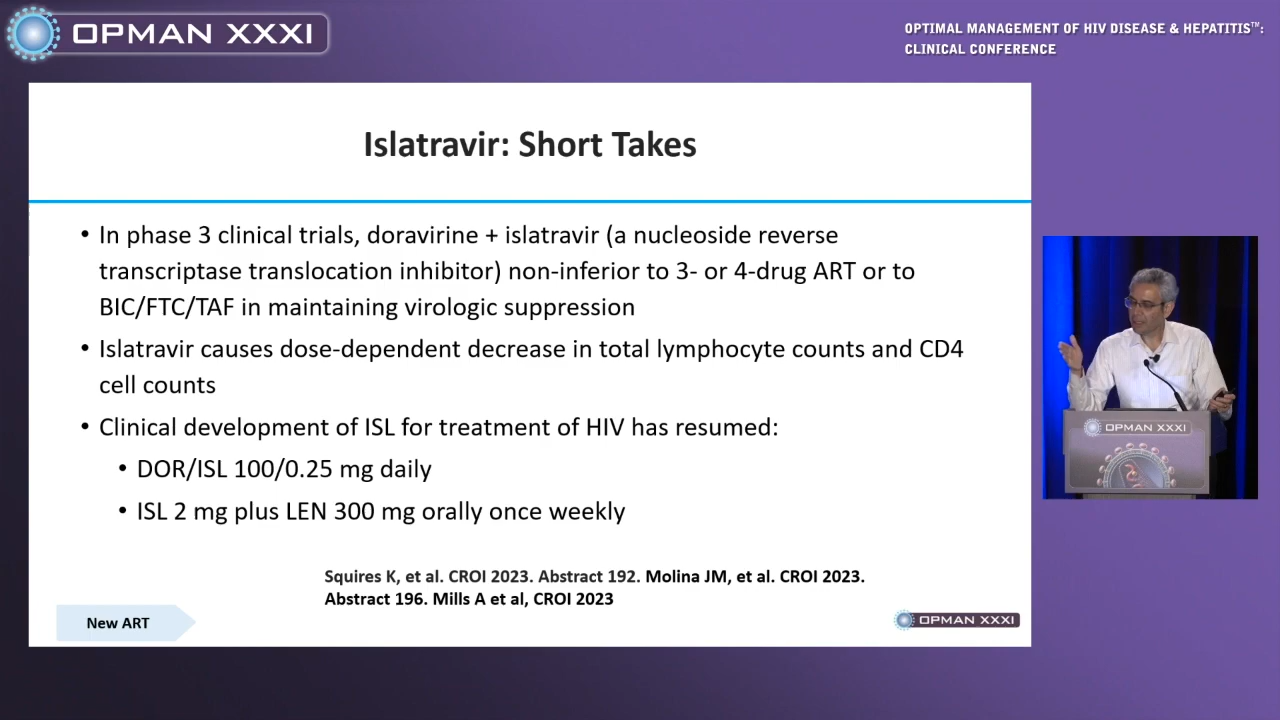 OPMAN XXXI
OPTIMAL MANAGEMENT OF HIV DISEASE & HEPATITIS™:
CLINICAL CONFERENCE
Islatravir: Short Takes
• In phase 3 clinical trials, doravirine + islatravir (a nucleoside reverse
transcriptase translocation inhibitor) non-inferior to 3- or 4-drug ART or to
BIC/FTC/TAF in maintaining virologic suppression
• Islatravir causes dose-dependent decrease in total lymphocyte counts and CD4
cell counts
• Clinical development of ISL for treatment of HIV has resumed:
• DOR/ISL 100/0.25 mg daily
• ISL 2 mg plus LEN 300 mg orally once weekly
Squires K, et al. CROI 2023. Abstract 192. Molina JM, et al. CROI 2023.
Abstract 196. Mills A et al, CROI 2023
New ART
OPMAN XXXI
OPMAN XXXI